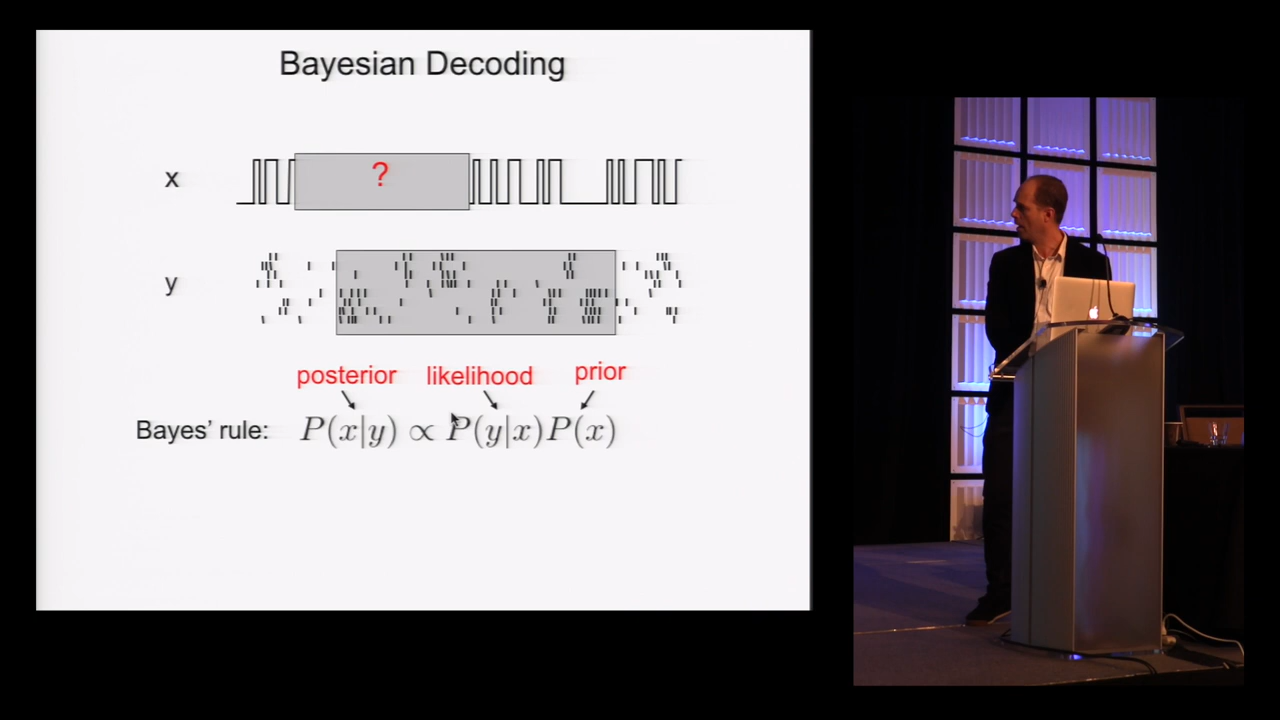 Bayesian Decoding
x
?
y
posterior likelihood prior
Bayes' rule: P(x|y) ∝ P(y|x)P(x)